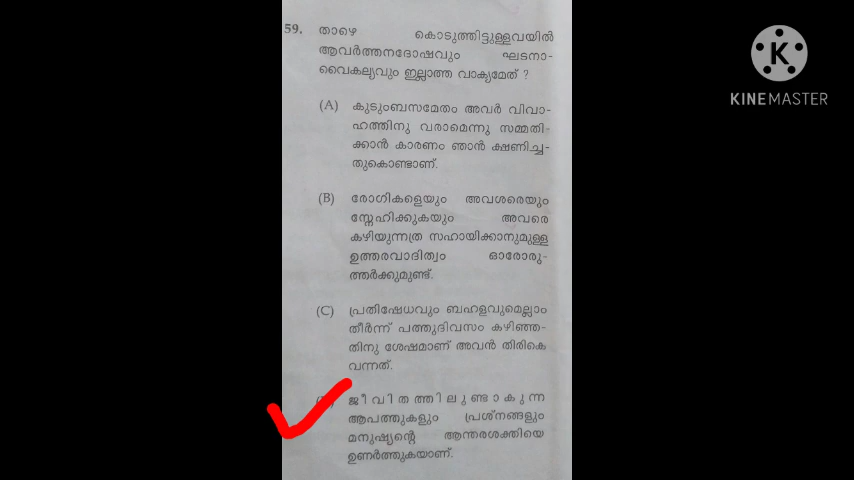 59. താഴെ കൊടുത്തിട്ടുള്ളവയിൽ
ആവർത്തനദോഷവും ഘടനാ-
വൈകല്യവും ഇല്ലാത്ത വാക്യമേത് ?
(A) കുടുംബസമേതം അവർ വിവാ-
ഹത്തിനു വരാമെന്നു സമ്മതി-
ക്കാൻ കാരണം ഞാൻ ക്ഷണിച്ച-
തുകൊണ്ടാണ്.
(B) രോഗികളെയും അവശരെയും
സ്നേഹിക്കുകയും അവരെ
കഴിയുന്നത്ര സഹായിക്കാനുമുള്ള
ഉത്തരവാദിത്വം ഓരോരു-
ത്തർക്കുമുണ്ട്.
(C) പ്രതിഷേധവും ബഹളവുമെല്ലാം
തീർന്ന് പത്തുദിവസം കഴിഞ്ഞ-
തിനു ശേഷമാണ് അവൻ തിരികെ
വന്നത്.
ജീവിതത്തിലുണ്ടാകുന്ന
ആപത്തുകളും പ്രശ്നങ്ങളും
മനുഷ്യന്റെ ആന്തരശക്തിയെ
ഉണർത്തുകയാണ്.
K
KINEMASTER